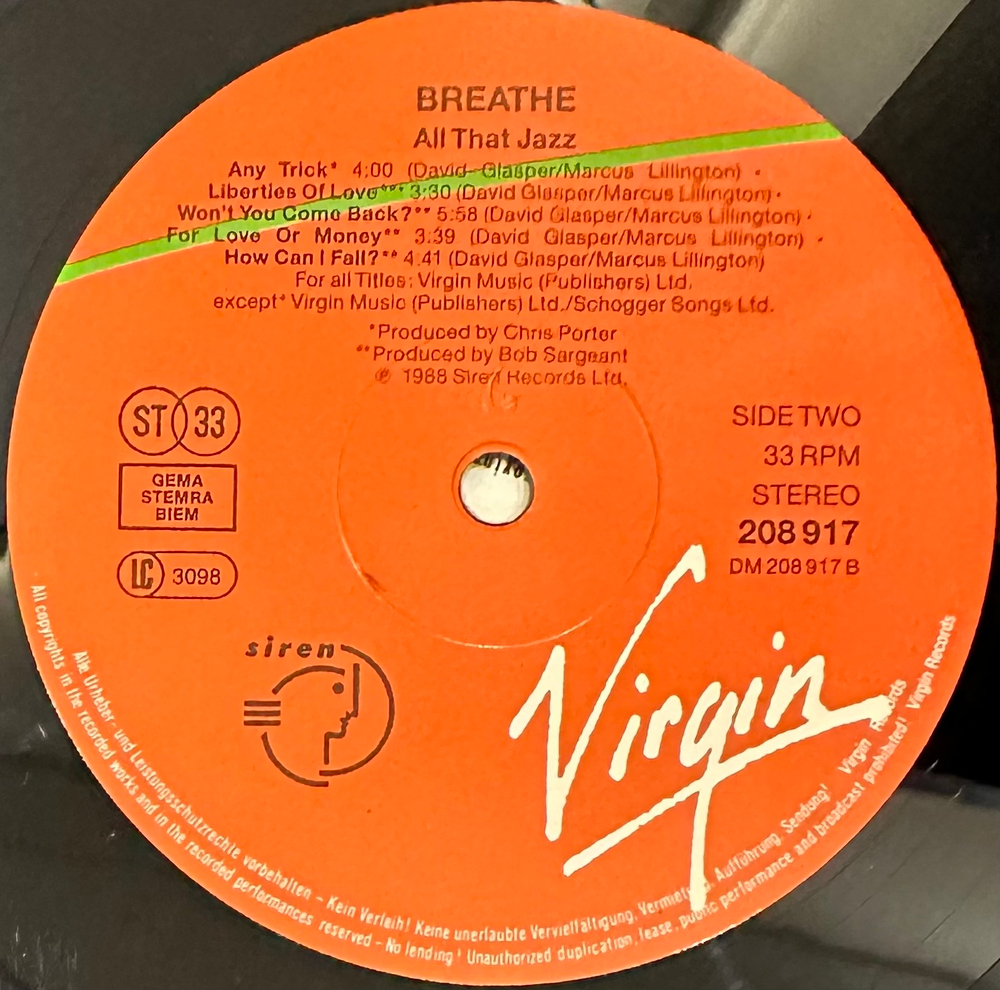 BREATHE
All That Jazz
Any Trick* 4:00 (David Glasper/Marcus Lillington) •
Liberties Of Love*** 3:30 (David Glasper/Marcus Lillington) •
Won't You Come Back?** 5:58 (David Glasper/Marcus Lillington) •
For Love Or Money** 3:39 (David Glasper/Marcus Lillington) •
How Can I Fall?** 4:41 (David Glasper/Marcus Lillington)
For all Titles: Virgin Music (Publishers) Ltd.
except* Virgin Music (Publishers) Ltd./Schogger Songs Ltd.
*Produced by Chris Porter
**Produced by Bob Sargeant
℗ 1988 Siren Records Ltd.
ST 33
GEMA
STEMRA
BIEM
LC 3098
SIDE TWO
33 RPM
STEREO
208 917
DM 208 917 B
siren
Virgin
Alle Urheber- und Leistungsschutzrechte vorbehalten – Kein Verleih! Keine unerlaubte Vervielfältigung, Vermietung, Aufführung, Sendung! Virgin Records
All copyrights in the recorded works and in the recorded performances reserved – No lending! Unauthorized duplication, lease, public performance and broadcast prohibited! Virgin Records